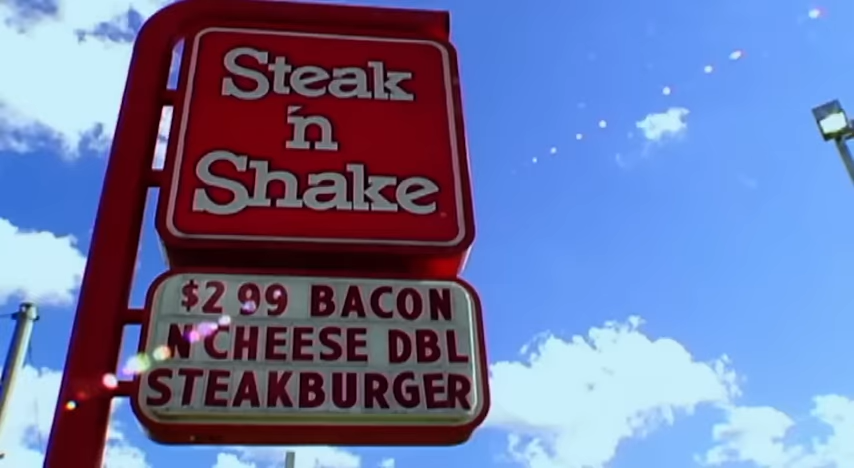 Steak
'n
Shake
$2 99 BACON
N CHEESE DBL
STEAKBURGER